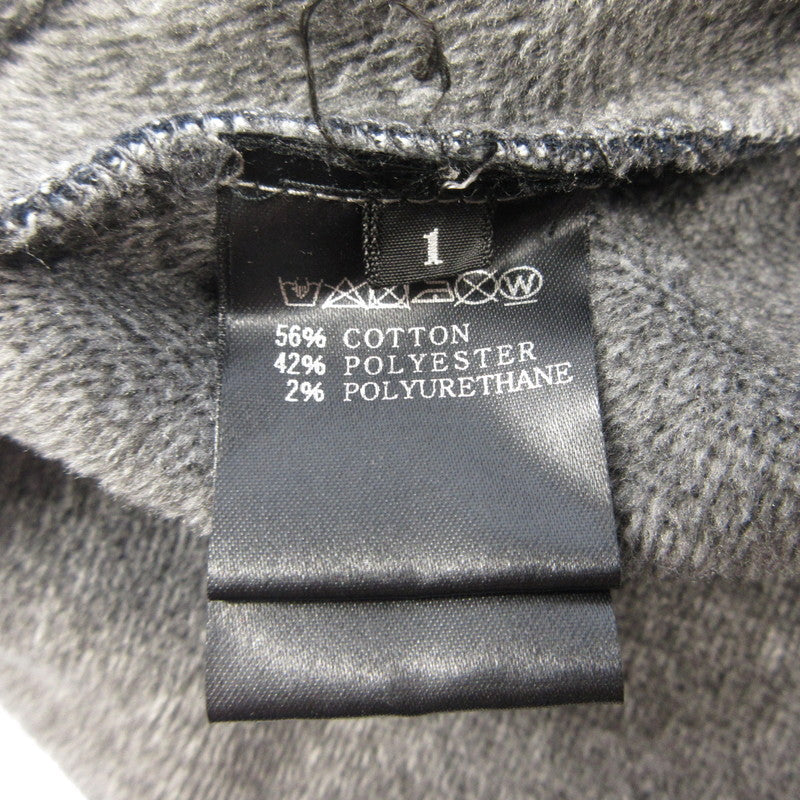 1
W
56% COTTON
42% POLYESTER
2% POLYURETHANE